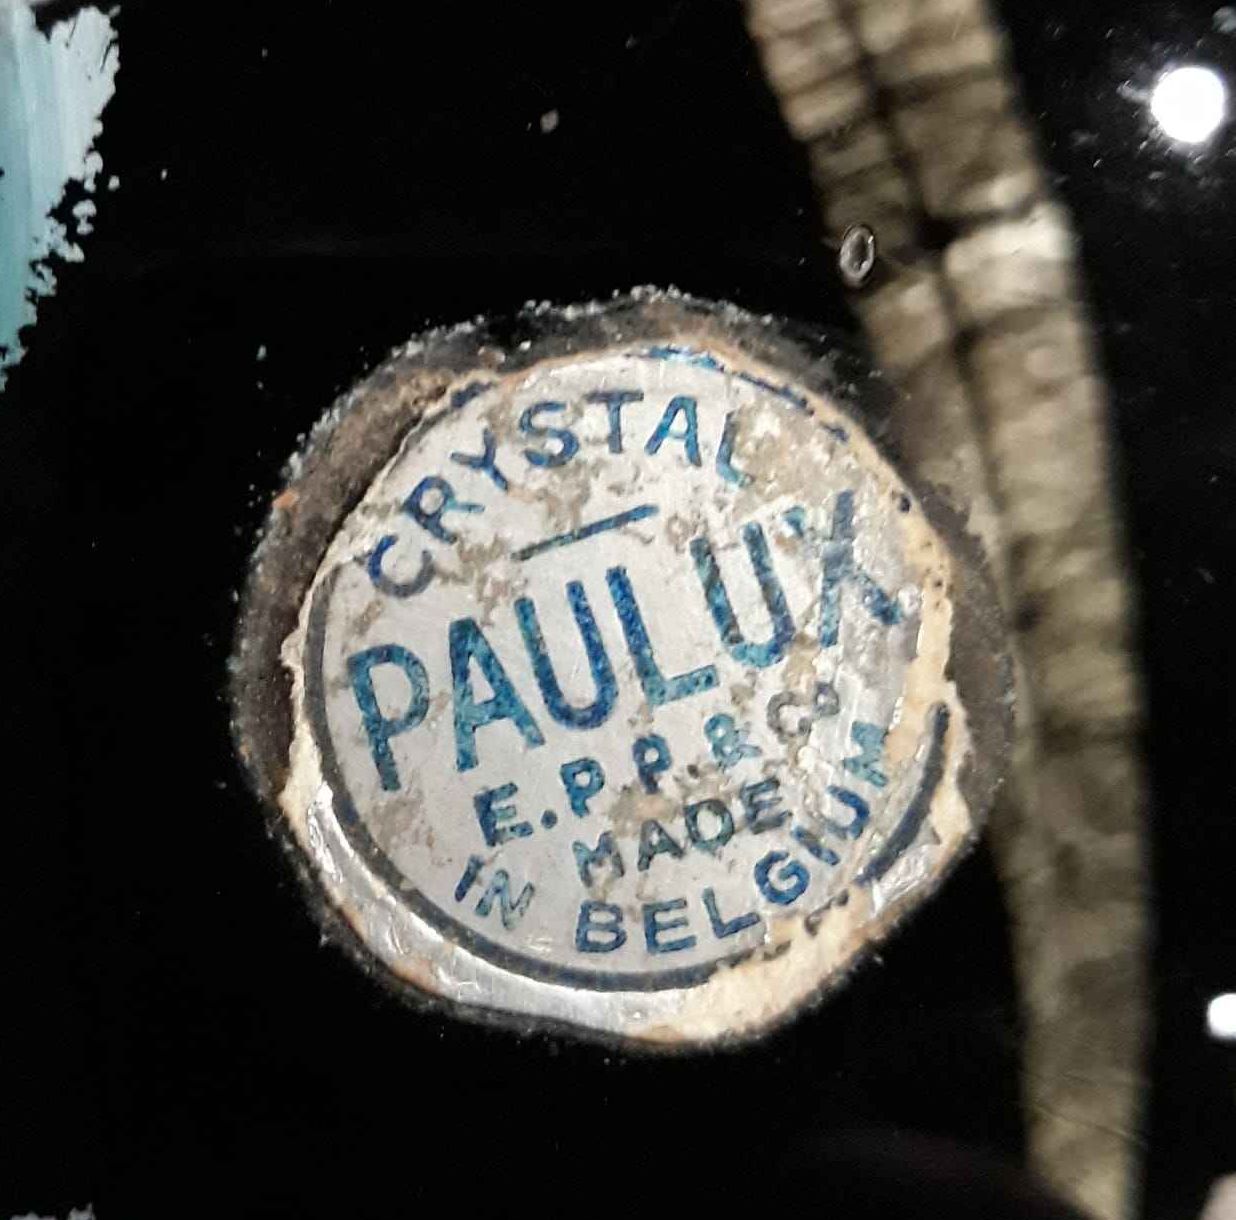 CRYSTAL
PAULUX
E.P.P. & Co
MADE
IN BELGIUM